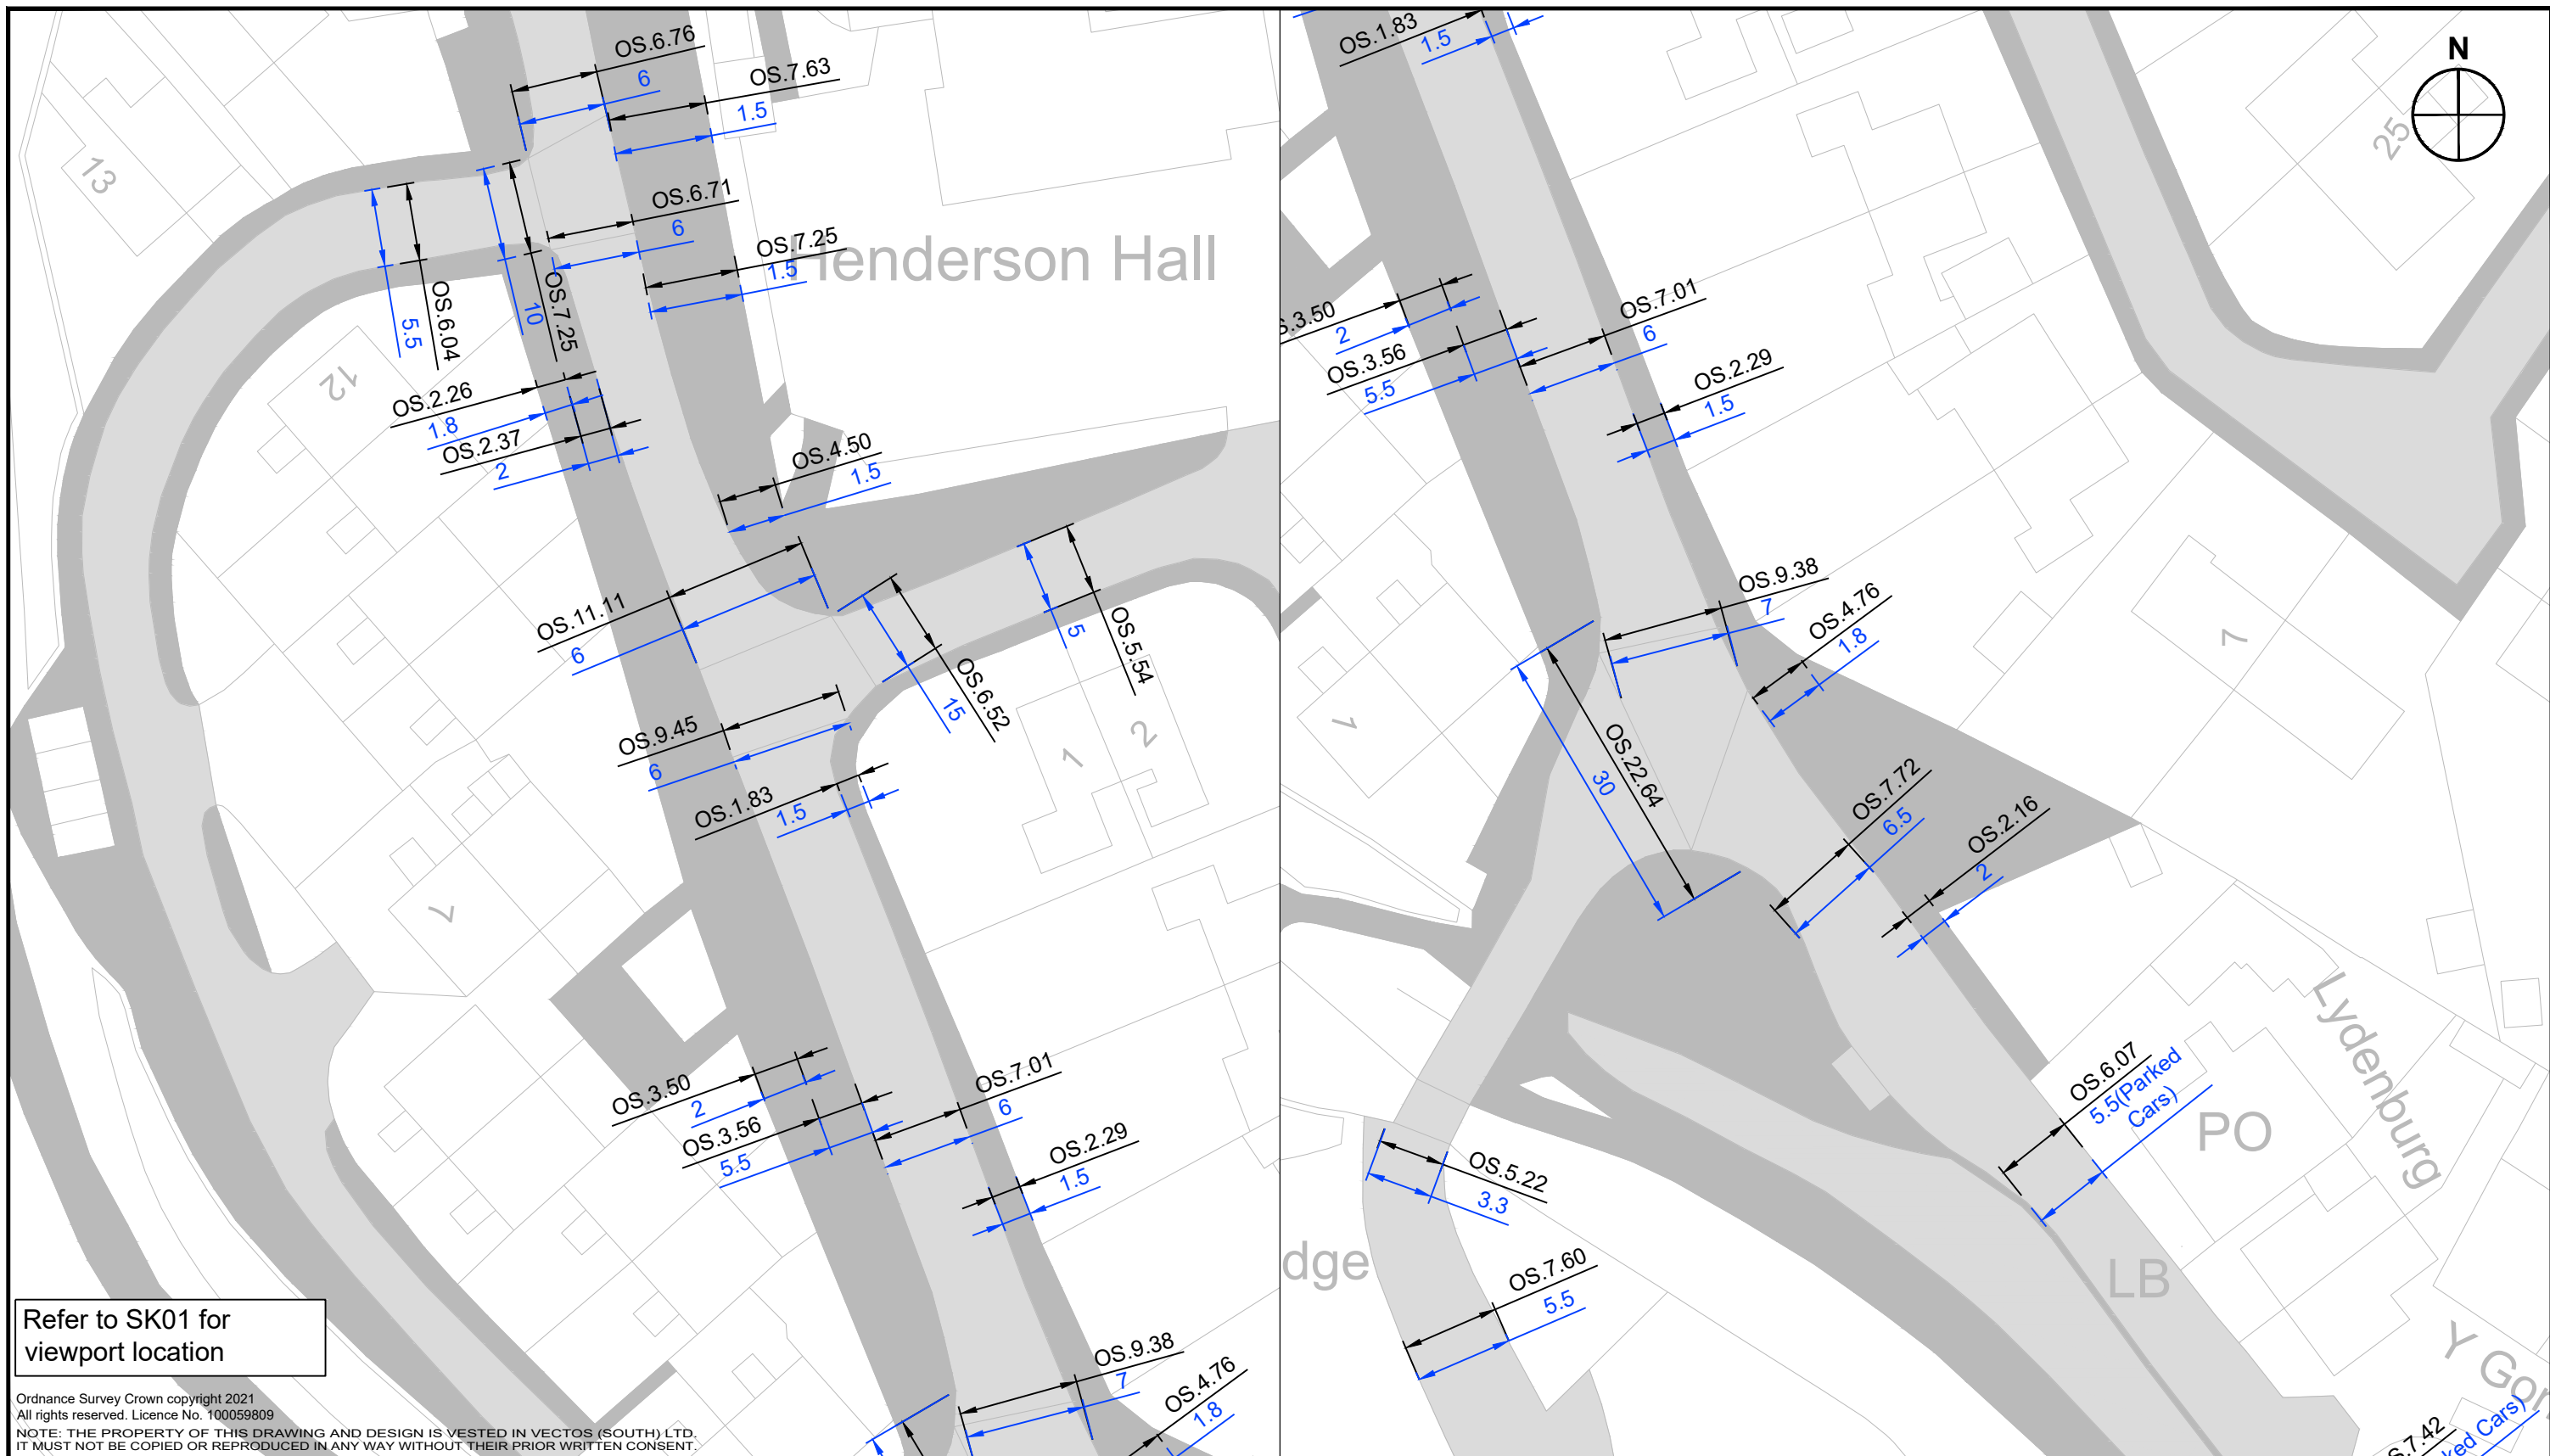 OS.6.76
6
OS.7.63
1.5
13
OS.6.71
6
OS.7.25
1.5
Henderson Hall
OS.6.04
5.5
OS.7.25
10
12
OS.2.26
1.8
OS.2.37
2
OS.4.50
1.5
OS.11.11
6
OS.5.54
5
OS.6.52
15
OS.9.45
6
1
2
OS.1.83
1.5
7
OS.3.50
2
OS.7.01
6
OS.3.56
5.5
OS.2.29
1.5
OS.9.38
7
OS.4.76
1.8
Refer to SK01 for
viewport location
Ordnance Survey Crown copyright 2021
All rights reserved. Licence No. 100059809
NOTE: THE PROPERTY OF THIS DRAWING AND DESIGN IS VESTED IN VECTOS (SOUTH) LTD.
IT MUST NOT BE COPIED OR REPRODUCED IN ANY WAY WITHOUT THEIR PRIOR WRITTEN CONSENT.
OS.1.83
1.5
N
25
S.3.50
2
OS.7.01
6
OS.3.56
5.5
OS.2.29
1.5
OS.9.38
7
OS.4.76
1.8
7
7
OS.22.64
30
OS.7.72
6.5
OS.2.16
2
Lydenburg
OS.6.07
5.5(Parked
Cars)
PO
OS.5.22
3.3
dge
OS.7.60
5.5
LB
Y Gor
S.7.42
ked Cars)